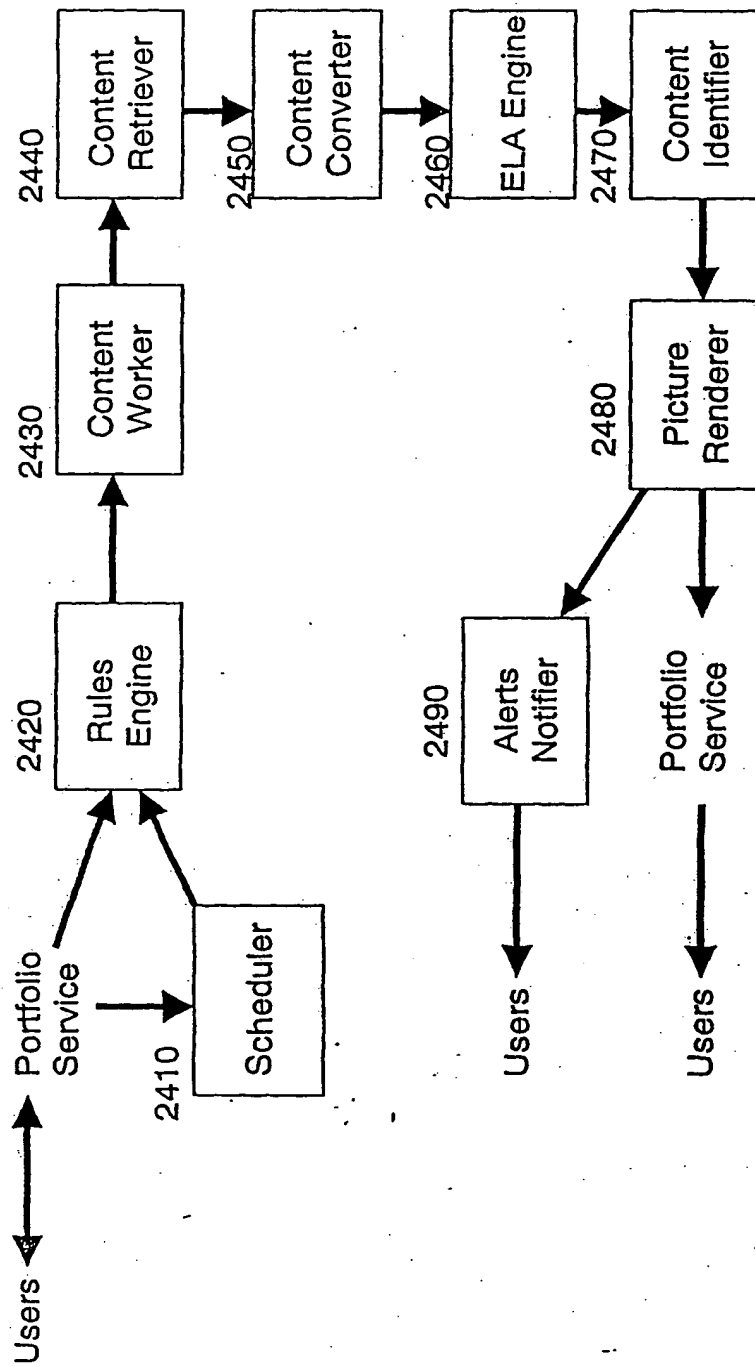 Users
Portfolio
Service
2410
Scheduler
2420
Rules
Engine
2430
Content
Worker
2440
Content
Retriever
2450
Content
Converter
2460
ELA Engine
2470
Content
Identifier
2480
Picture
Renderer
2490
Alerts
Notifier
Users
Portfolio
Service
Users